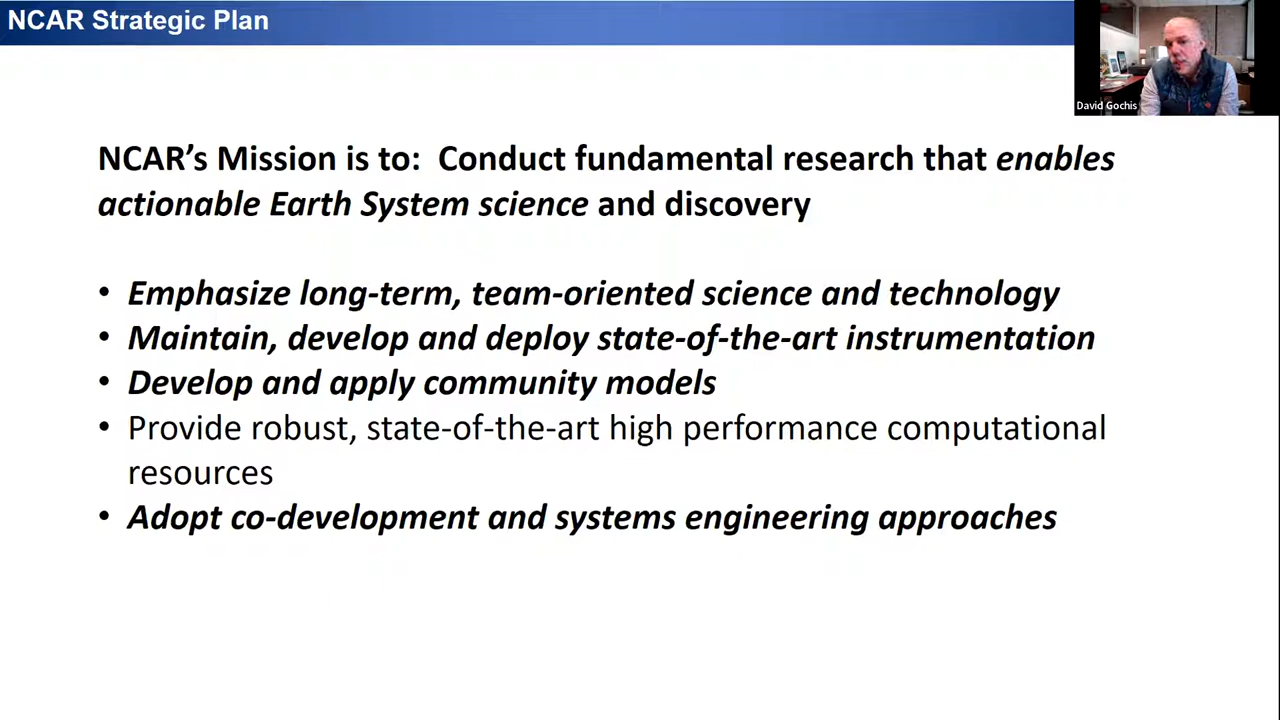 NCAR Strategic Plan
David Gochis
NCAR’s Mission is to:  Conduct fundamental research that enables
actionable Earth System science and discovery
• Emphasize long-term, team-oriented science and technology
• Maintain, develop and deploy state-of-the-art instrumentation
• Develop and apply community models
• Provide robust, state-of-the-art high performance computational
resources
• Adopt co-development and systems engineering approaches